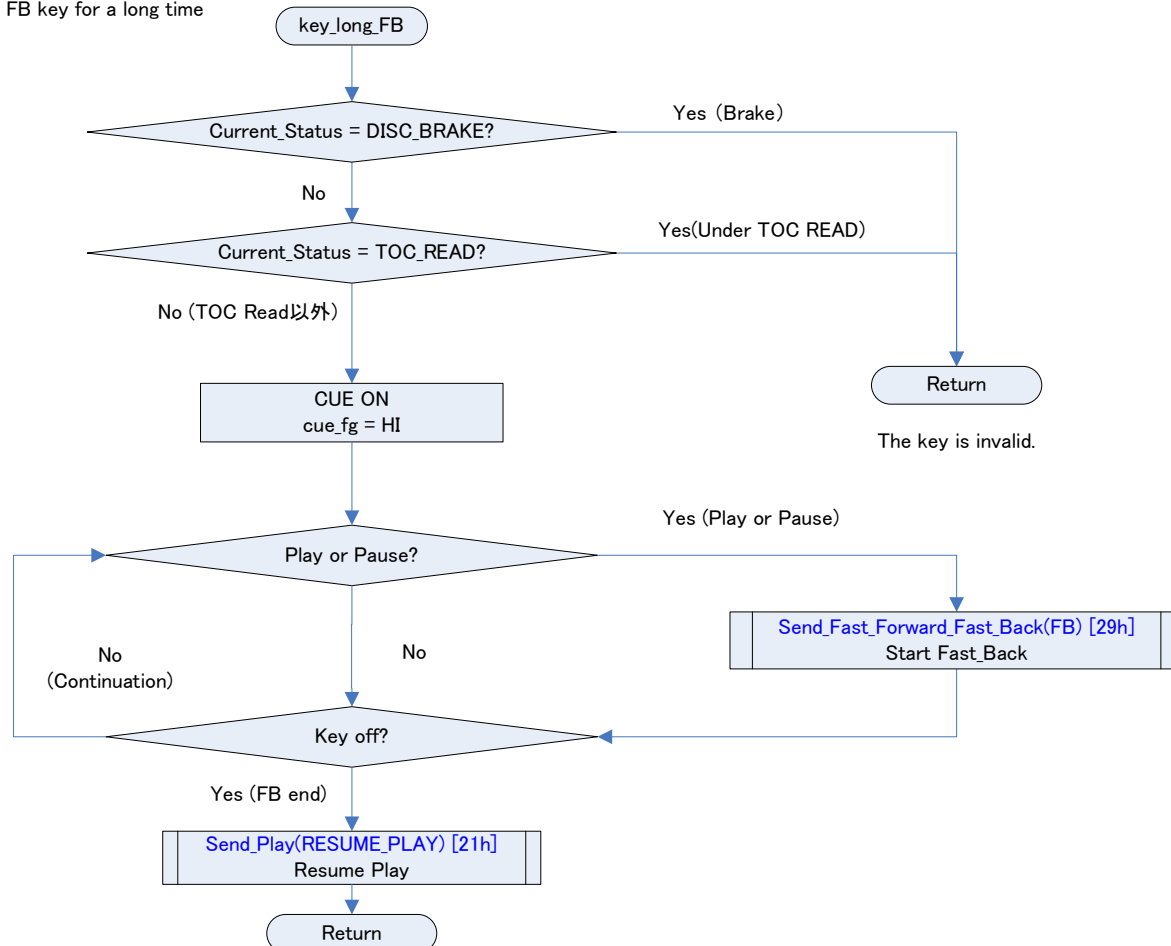 FB key for a long time
key_long_FB
Current_Status = DISC_BRAKE?
Yes (Brake)
No
Current_Status = TOC_READ?
Yes(Under TOC READ)
No (TOC Read以外)
CUE ON
cue_fg = HI
Return
The key is invalid.
Play or Pause?
Yes (Play or Pause)
Send_Fast_Forward_Fast_Back(FB) [29h]
Start Fast_Back
No
(Continuation)
No
Key off?
Yes (FB end)
Send_Play(RESUME_PLAY) [21h]
Resume Play
Return